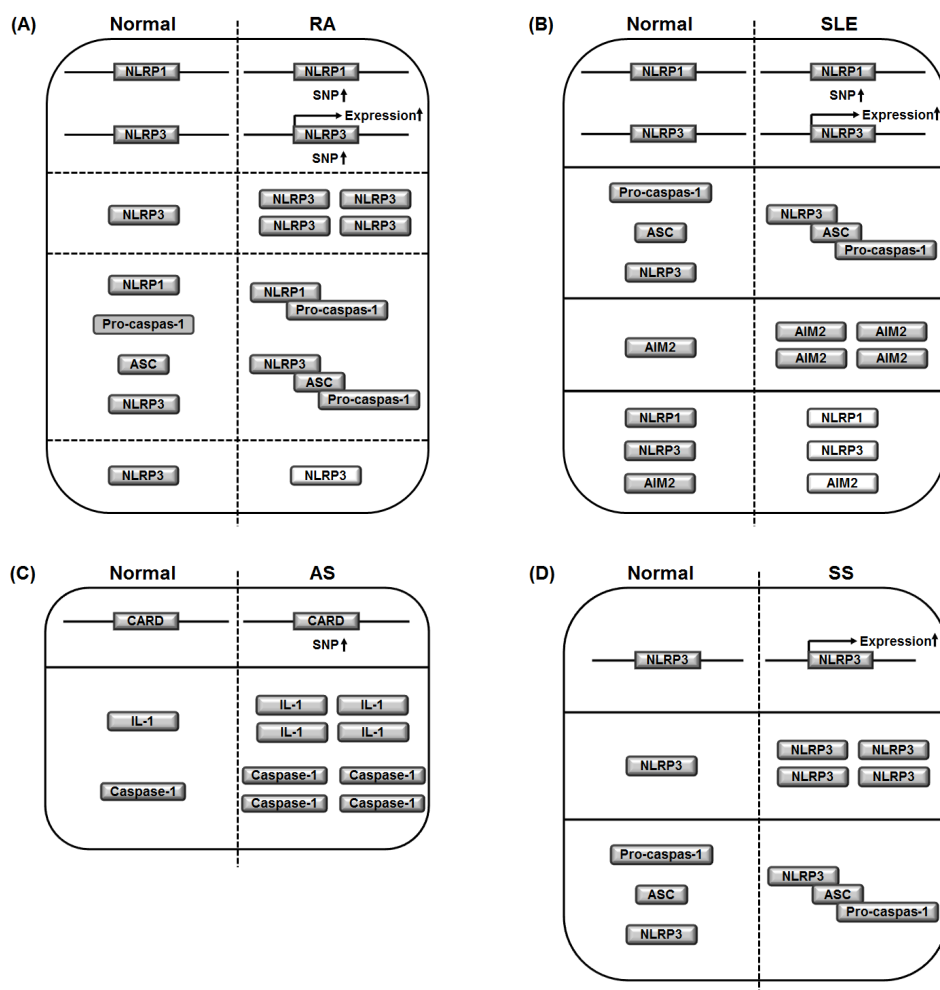 (A) Normal RA
NLRP1 NLRP1
SNP↑
Expression↑
NLRP3 NLRP3
SNP↑
NLRP3 NLRP3 NLRP3
NLRP3 NLRP3
NLRP1 NLRP1
Pro-caspas-1
Pro-caspas-1
ASC NLRP3
ASC
NLRP3 Pro-caspas-1
NLRP3 NLRP3
(B) Normal SLE
NLRP1 NLRP1
SNP↑
Expression↑
NLRP3 NLRP3
Pro-caspas-1
NLRP3
ASC ASC
Pro-caspas-1
NLRP3
AIM2 AIM2 AIM2
AIM2 AIM2
NLRP1 NLRP1
NLRP3 NLRP3
AIM2 AIM2
(C) Normal AS
CARD CARD
SNP↑
IL-1 IL-1 IL-1
IL-1 IL-1
Caspase-1 Caspase-1 Caspase-1
Caspase-1 Caspase-1
(D) Normal SS
Expression↑
NLRP3 NLRP3
NLRP3 NLRP3 NLRP3
NLRP3 NLRP3
Pro-caspas-1
NLRP3
ASC ASC
Pro-caspas-1
NLRP3